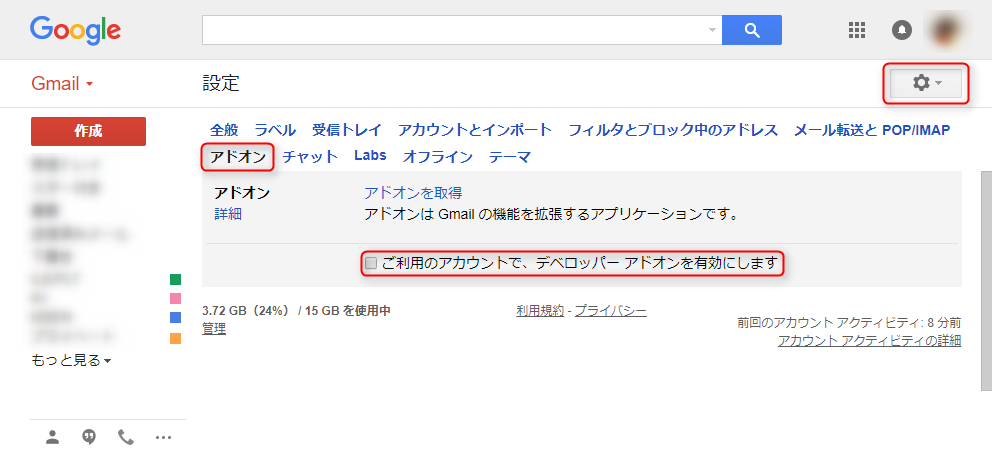 Google
Gmail
設定
作成
全般 ラベル 受信トレイ アカウントとインポート フィルタとブロック中のアドレス メール転送と POP/IMAP
アドオン チャット Labs オフライン テーマ
アドオン アドオンを取得
詳細 アドオンは Gmail の機能を拡張するアプリケーションです。
ご利用のアカウントで、デベロッパー アドオンを有効にします
3.72 GB（24%） / 15 GB を使用中
管理
利用規約 - プライバシー
前回のアカウント アクティビティ: 8 分前
アカウント アクティビティの詳細
もっと見る